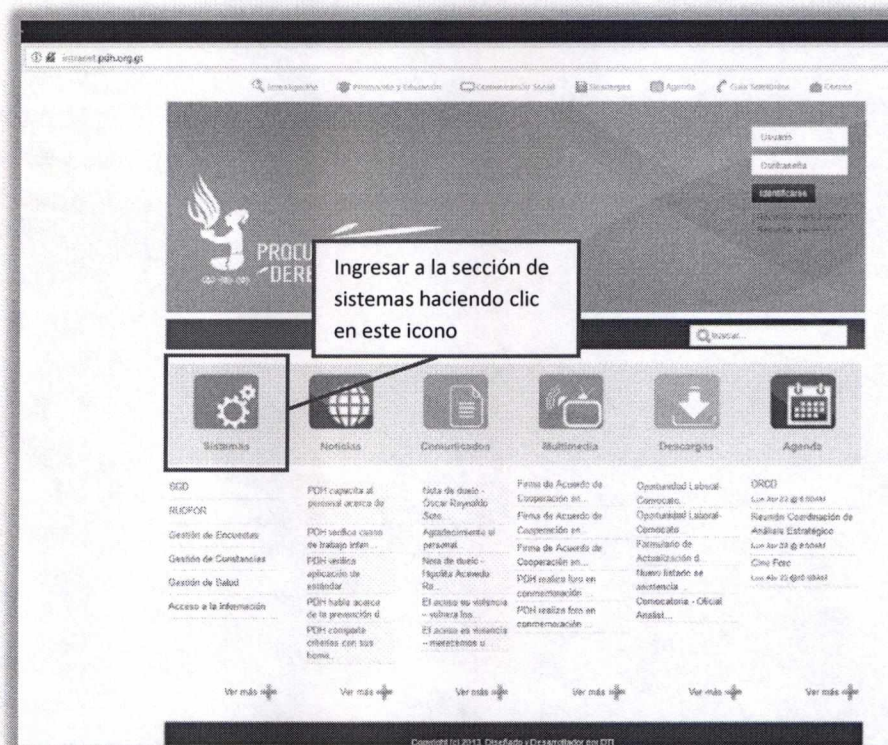 intranet.pdh.org.gt
Investigación Promoción y Educación Comunicación Social Descargas Agenda Guía Telefónica Correo
Usuario
Contraseña
Identificarse
PROCU
DERE
Ingresar a la sección de
sistemas haciendo clic
en este icono
buscar...
Sistemas Noticias Comunicados Multimedia Descargas Agenda
SGD
RUDFOR
Gestión de Encuestas
Gestión de Constancias
Gestión de Salud
Acceso a la información
PDH capacita al
personal acerca de
PDH verifica casos
de trabajo infan...
PDH verifica
aplicación de
estándar
PDH habla acerca
de la prevención d
PDH comparte
criterios con sus
homo...
Nota de duelo -
Oscar Reynaldo
Soto
Agradecimiento al
personal
Nota de duelo -
Hipolita Acevedo
Ra...
El acoso es violencia
– vulnera los
El acoso es violencia
– merecemos u
Firma de Acuerdo de
Cooperación en...
Firma de Acuerdo de
Cooperación en...
Firma de Acuerdo de
Cooperación en...
PDH realiza foro en
conmemoración
PDH realiza foro en
conmemoración ...
Oportunidad Laboral-
Convocato...
Oportunidad Laboral-
Convocato
Formulario de
Actualización d
Nuevo listado de
asistencia
Convocatoria - Oficial
Analist...
ORCD
Reunión Coordinación de
Análisis Estratégico
Cine Foro
Ver más Ver más Ver más Ver más Ver más Ver más
Copyright (c) 2013. Diseñado y Desarrollador por DTI